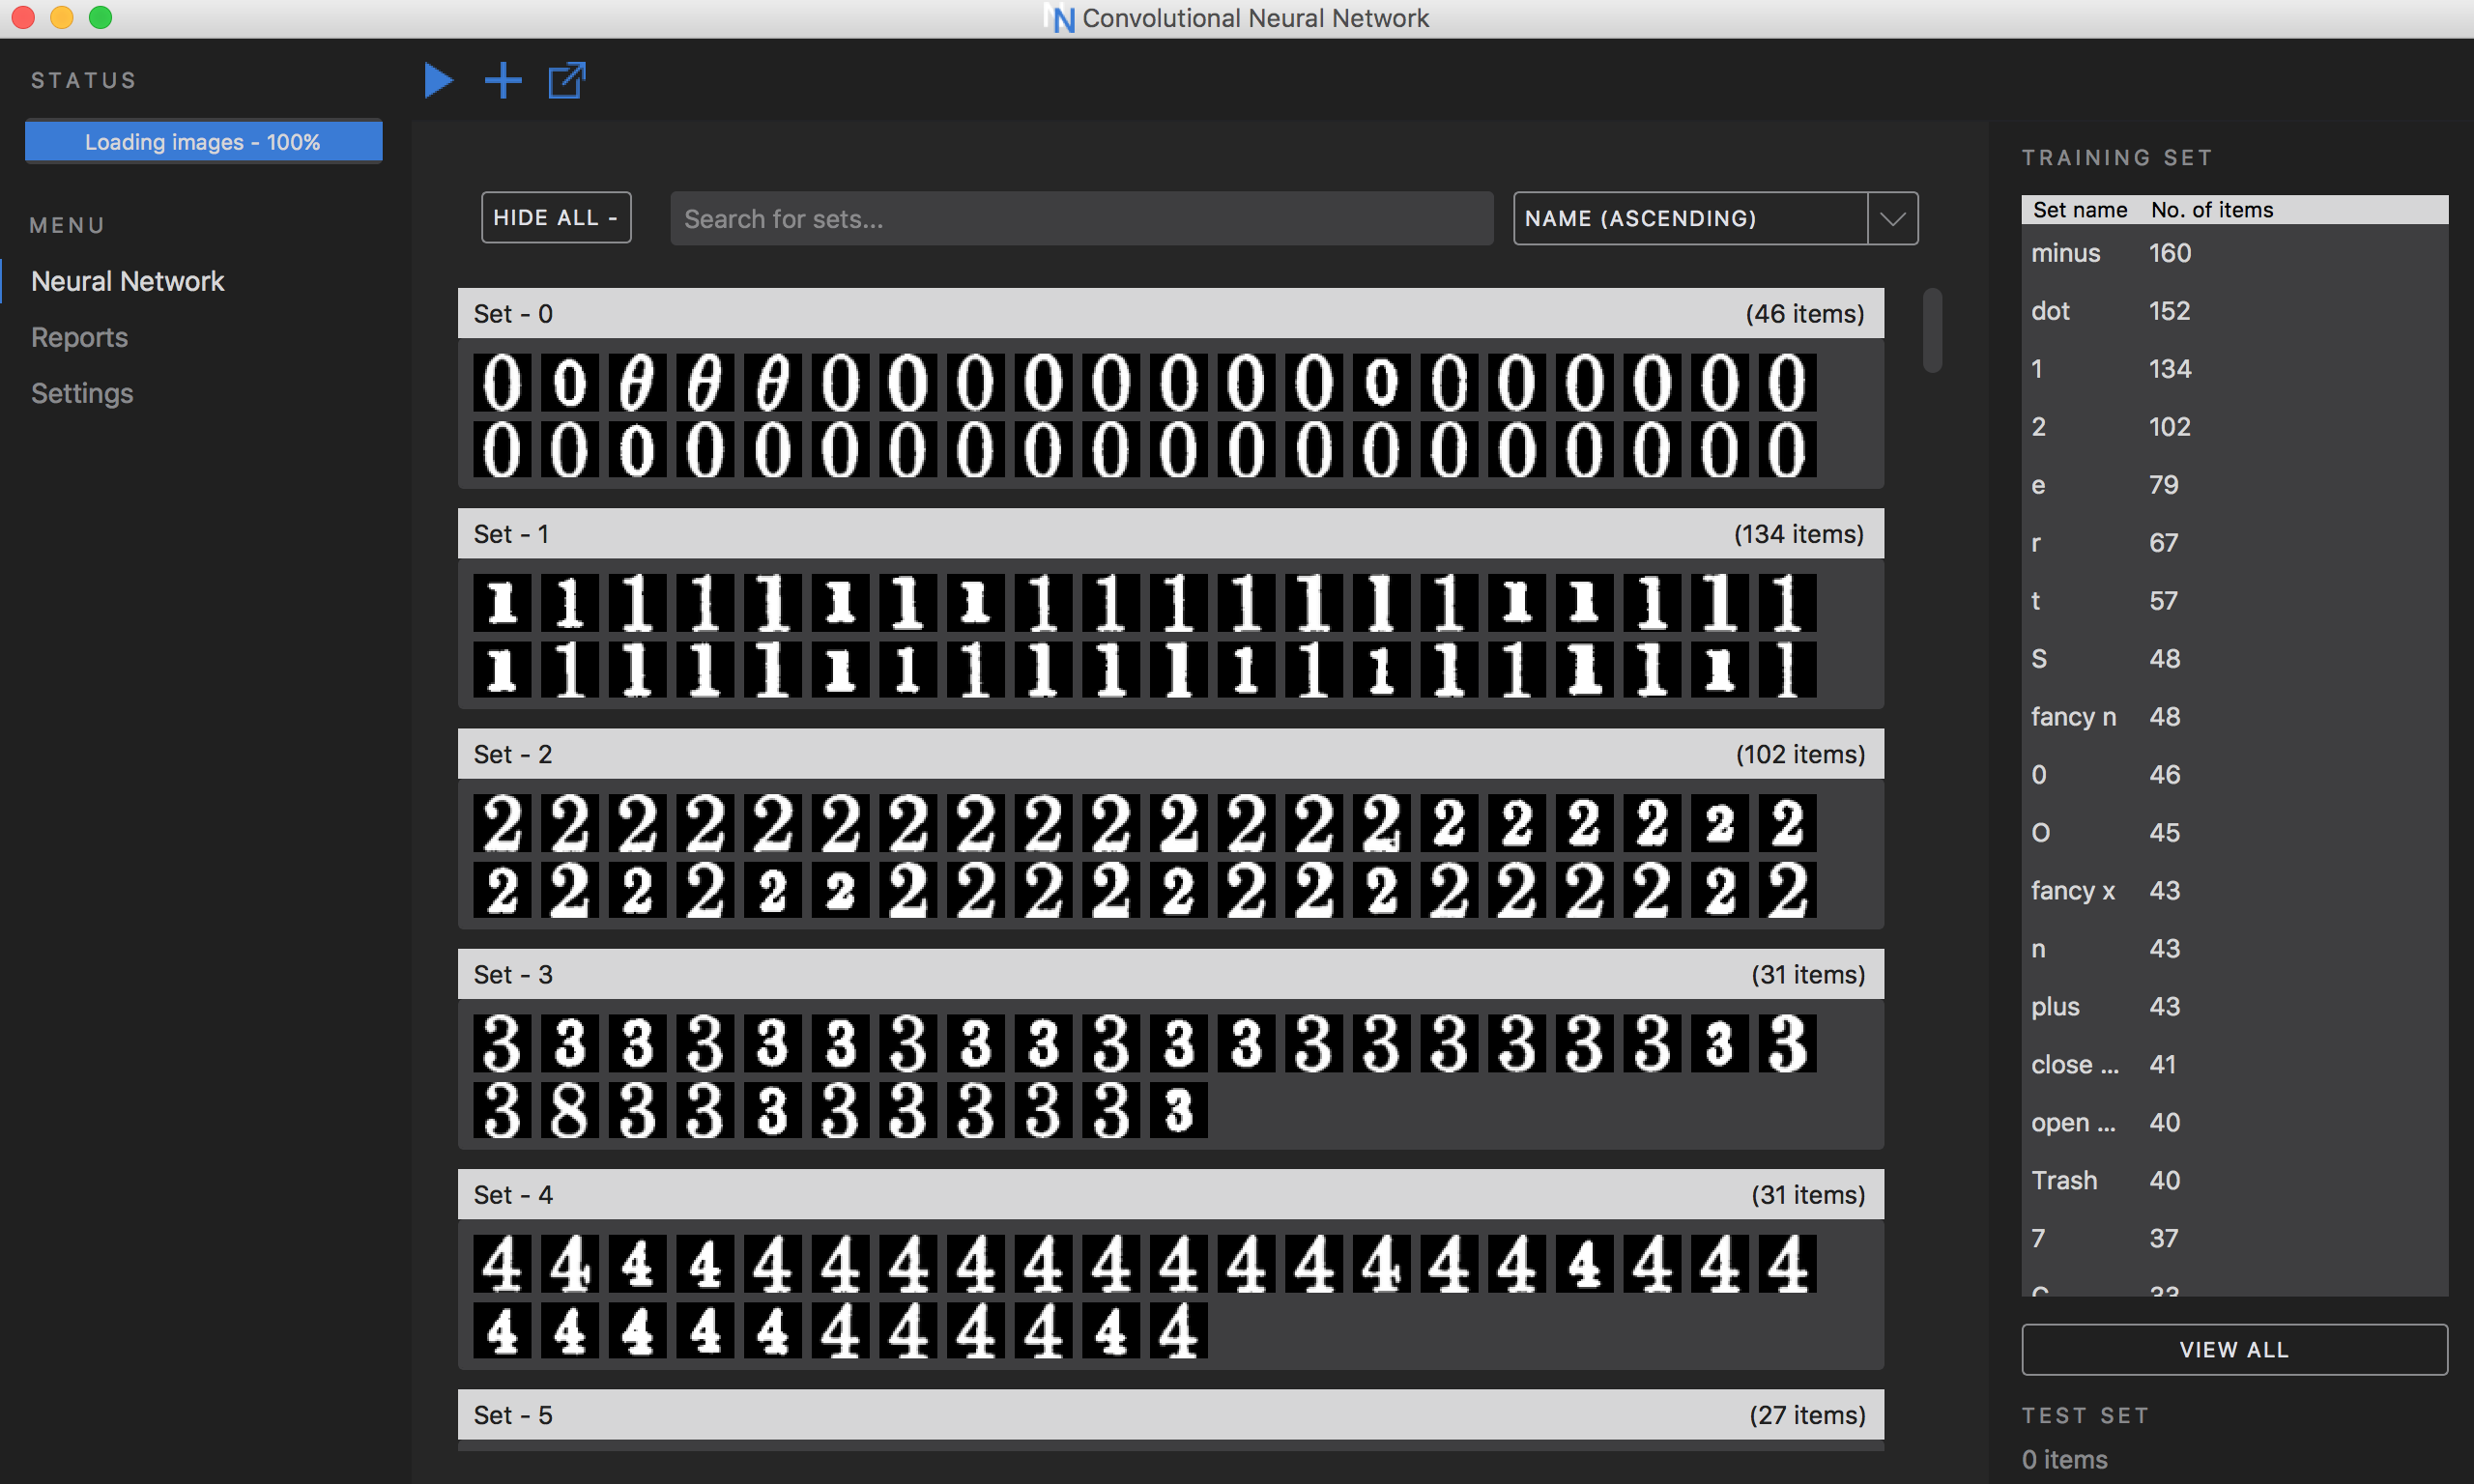 Convolutional Neural Network
STATUS
Loading images - 100%
MENU
Neural Network
Reports
Settings
HIDE ALL -
Search for sets...
NAME (ASCENDING)
Set - 0 (46 items)
0 0 θ θ θ 0 0 0 0 0 0 0 0 0 0 0 0 0 0 0
0 0 0 0 0 0 0 0 0 0 0 0 0 0 0 0 0 0 0 0
Set - 1 (134 items)
1 1 1 1 1 1 1 1 1 1 1 1 1 1 1 1 1 1 1 1
1 1 1 1 1 1 1 1 1 1 1 1 1 1 1 1 1 1 1 1
Set - 2 (102 items)
2 2 2 2 2 2 2 2 2 2 2 2 2 2 2 2 2 2 2 2
2 2 2 2 2 2 2 2 2 2 2 2 2 2 2 2 2 2 2 2
Set - 3 (31 items)
3 3 3 3 3 3 3 3 3 3 3 3 3 3 3 3 3 3 3 3
3 8 3 3 3 3 3 3 3 3 3
Set - 4 (31 items)
4 4 4 4 4 4 4 4 4 4 4 4 4 4 4 4 4 4 4 4
4 4 4 4 4 4 4 4 4 4 4
Set - 5 (27 items)
TRAINING SET
Set name No. of items
minus 160
dot 152
1 134
2 102
e 79
r 67
t 57
S 48
fancy n 48
0 46
O 45
fancy x 43
n 43
plus 43
close ... 41
open ... 40
Trash 40
7 37
VIEW ALL
TEST SET
0 items